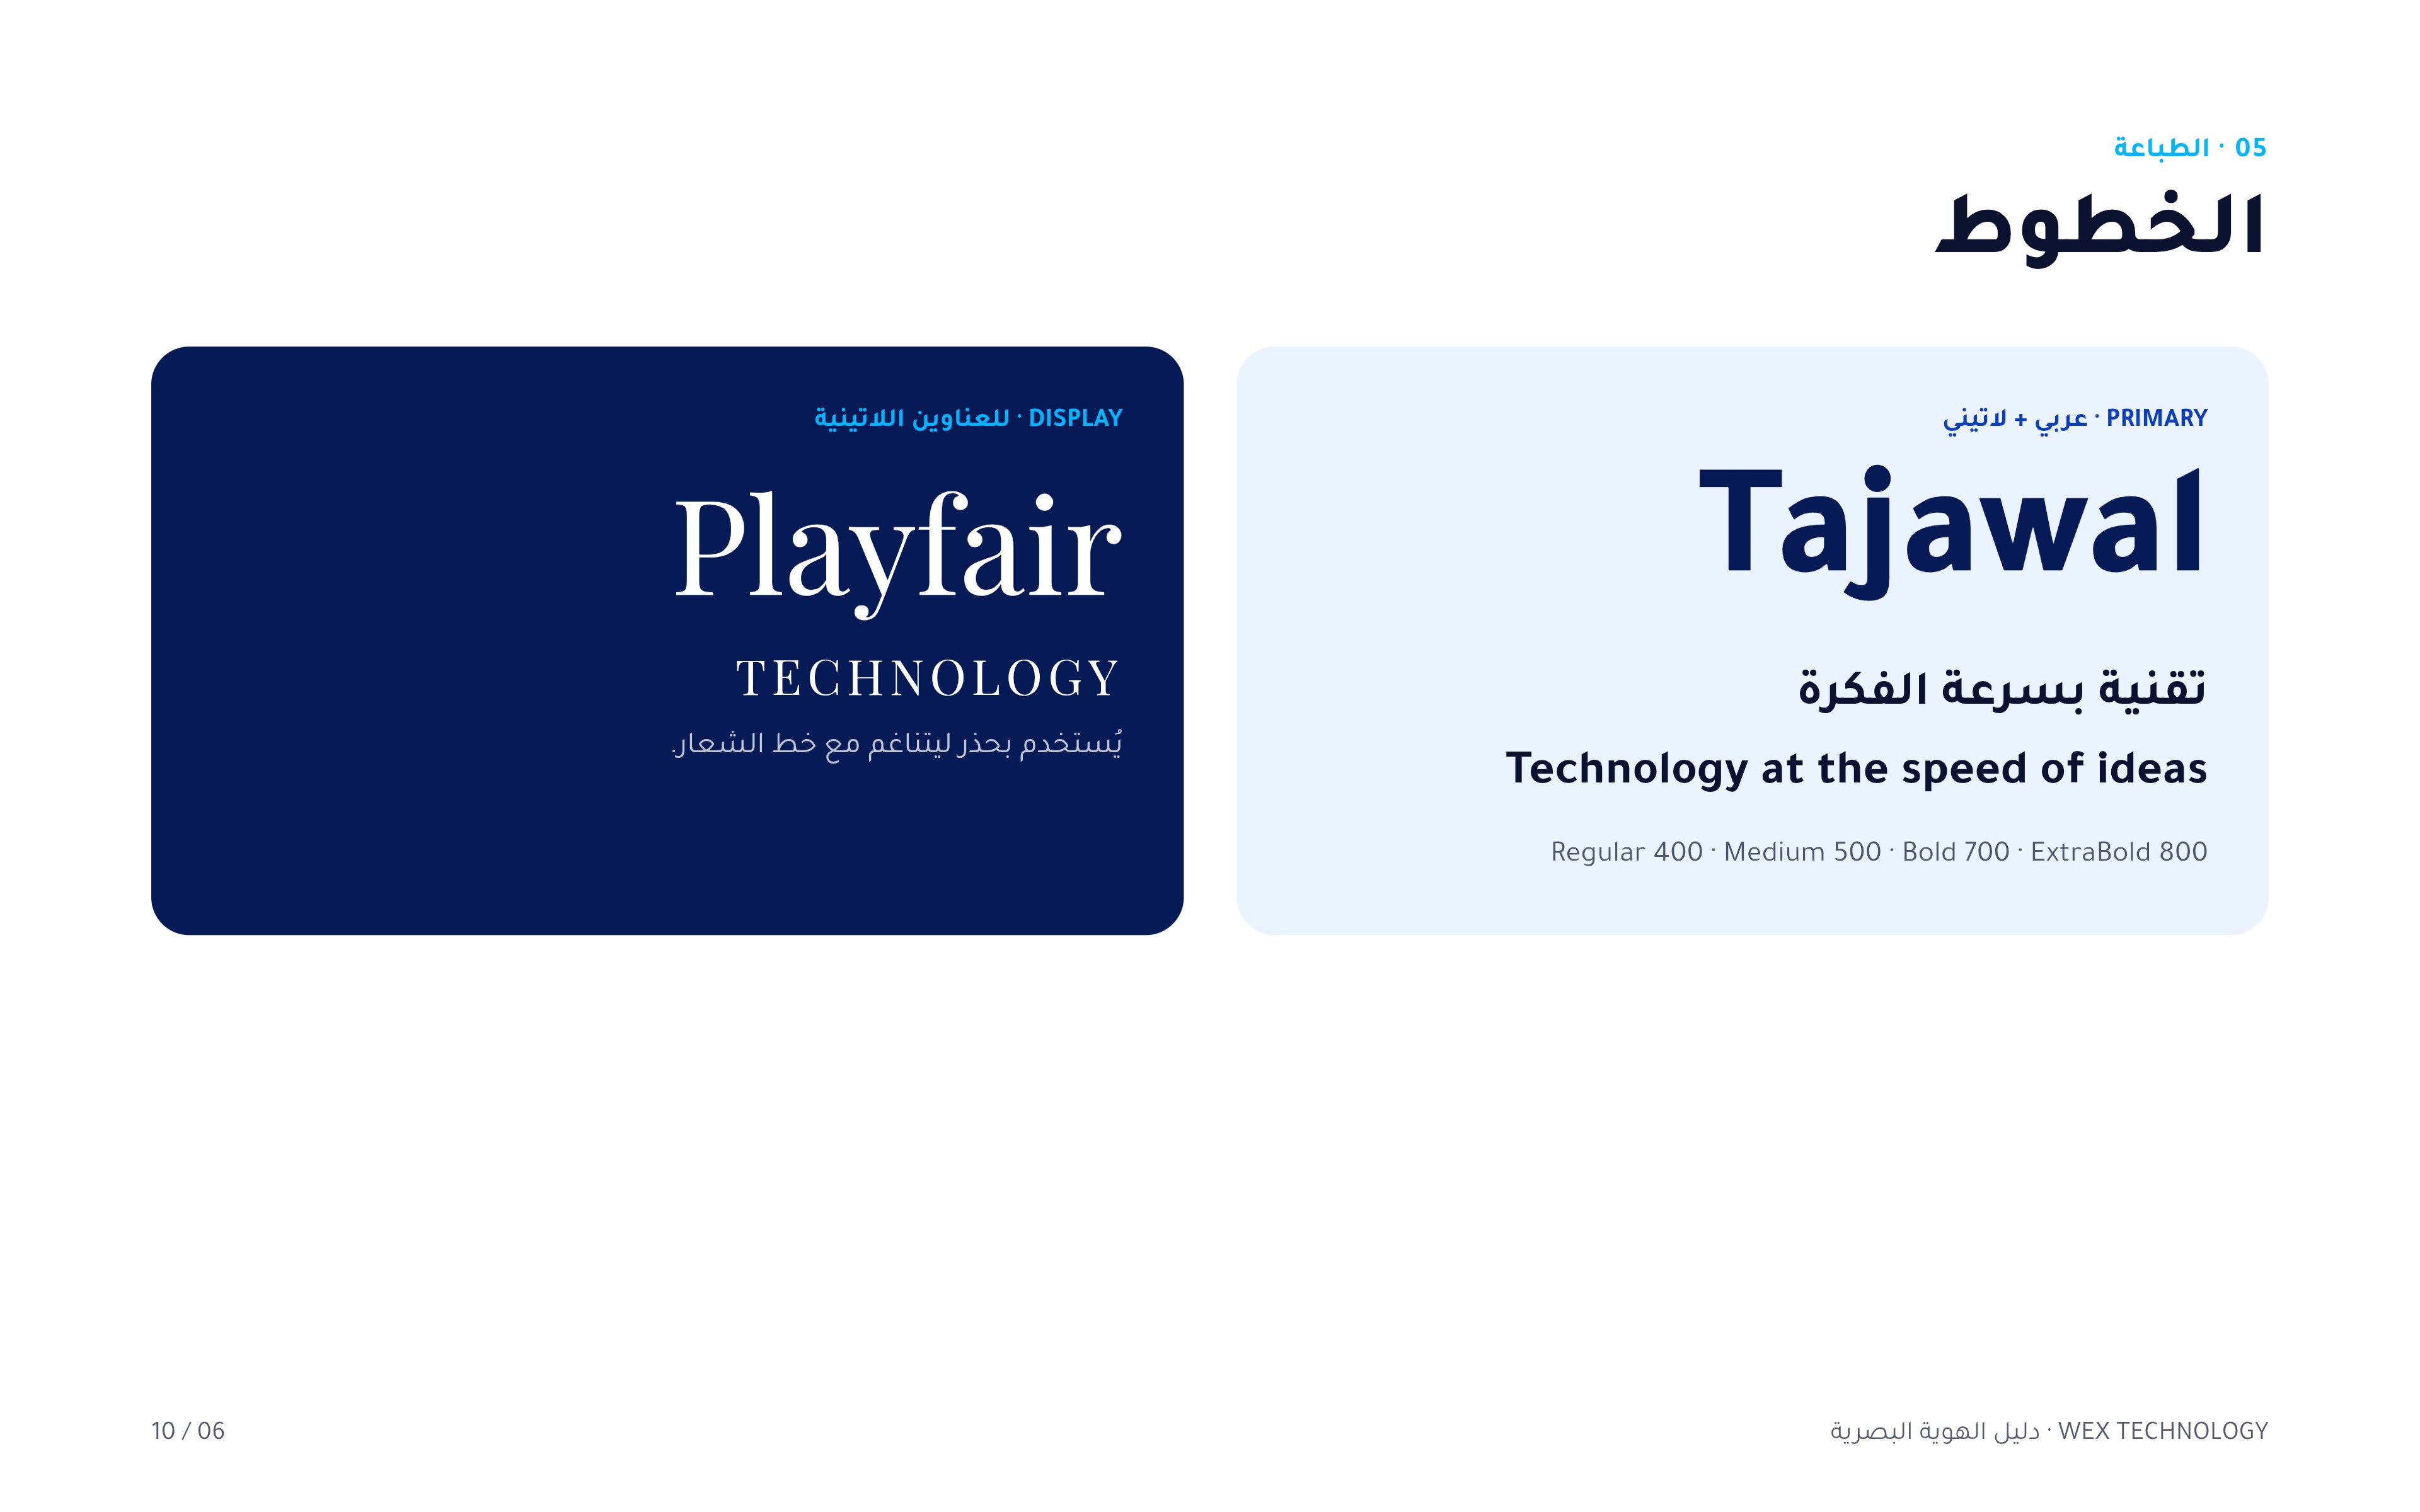 05 · الطباعة
الخطوط
PRIMARY · عربي + لاتيني
Tajawal
تقنية بسرعة الفكرة
Technology at the speed of ideas
Regular 400 · Medium 500 · Bold 700 · ExtraBold 800
DISPLAY · للعناوين اللاتينية
Playfair
TECHNOLOGY
يُستخدم بحذر ليتناغم مع خط الشعار.
WEX TECHNOLOGY · دليل الهوية البصرية
10 / 06